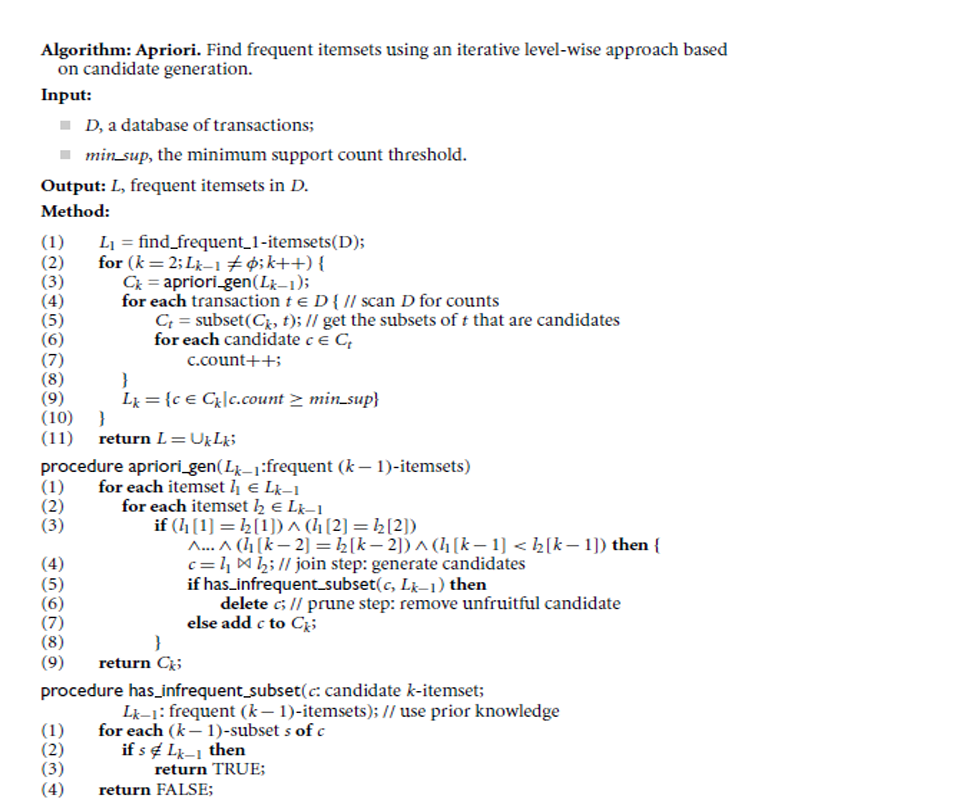 Algorithm: Apriori. Find frequent itemsets using an iterative level-wise approach based
on candidate generation.
Input:
D, a database of transactions;
min_sup, the minimum support count threshold.
Output: L, frequent itemsets in D.
Method:
(1) L₁ = find_frequent_1-itemsets(D);
(2) for (k = 2; Lₖ₋₁ ≠ ϕ; k++) {
(3) Cₖ = apriori_gen(Lₖ₋₁);
(4) for each transaction t ∈ D { // scan D for counts
(5) Cₜ = subset(Cₖ, t); // get the subsets of t that are candidates
(6) for each candidate c ∈ Cₜ
(7) c.count++;
(8) }
(9) Lₖ = {c ∈ Cₖ|c.count ≥ min_sup}
(10) }
(11) return L = ∪ₖLₖ;
procedure apriori_gen(Lₖ₋₁:frequent (k − 1)-itemsets)
(1) for each itemset l₁ ∈ Lₖ₋₁
(2) for each itemset l₂ ∈ Lₖ₋₁
(3) if (l₁[1] = l₂[1]) ∧ (l₁[2] = l₂[2])
∧... ∧ (l₁[k − 2] = l₂[k − 2]) ∧ (l₁[k − 1] < l₂[k − 1]) then {
(4) c = l₁ ⋈ l₂; // join step: generate candidates
(5) if has_infrequent_subset(c, Lₖ₋₁) then
(6) delete c; // prune step: remove unfruitful candidate
(7) else add c to Cₖ;
(8) }
(9) return Cₖ;
procedure has_infrequent_subset(c: candidate k-itemset;
Lₖ₋₁: frequent (k − 1)-itemsets); // use prior knowledge
(1) for each (k − 1)-subset s of c
(2) if s ∉ Lₖ₋₁ then
(3) return TRUE;
(4) return FALSE;